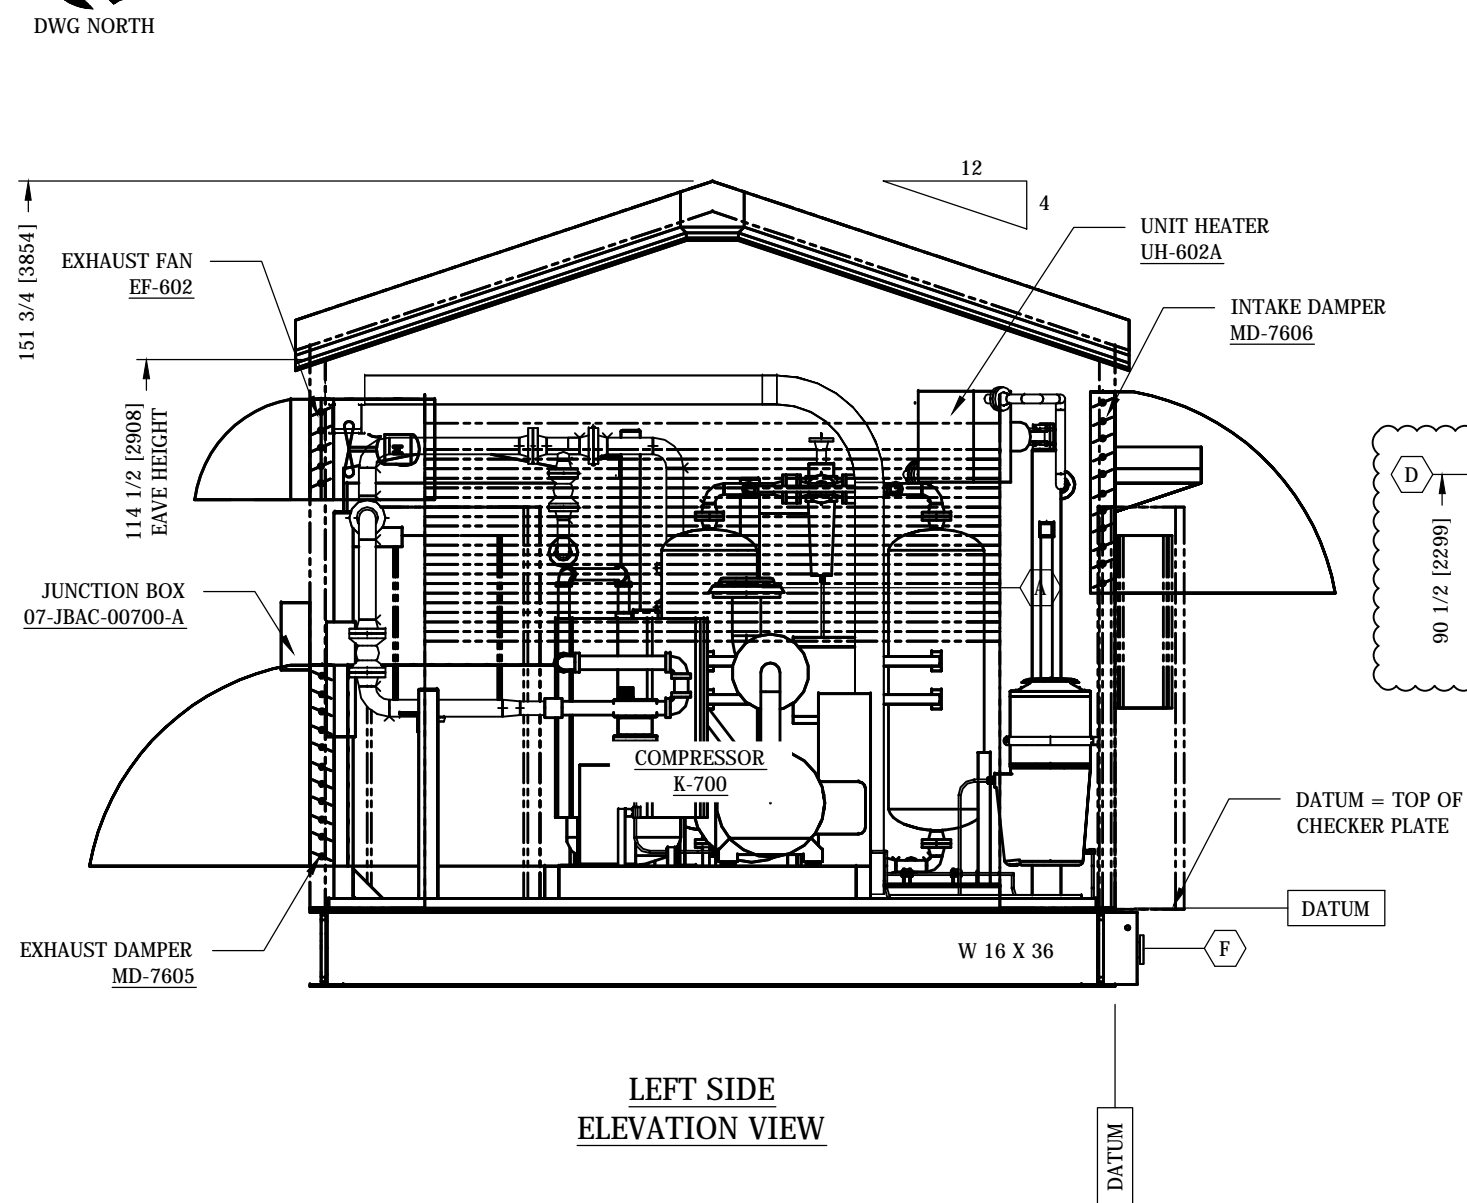 DWG NORTH
12
4
151 3/4 [3854]
UNIT HEATER
UH-602A
EXHAUST FAN
EF-602
INTAKE DAMPER
MD-7606
114 1/2 [2908]
EAVE HEIGHT
D
90 1/2 [2299]
M
A
JUNCTION BOX
07-JBAC-00700-A
COMPRESSOR
K-700
DATUM = TOP OF
CHECKER PLATE
DATUM
EXHAUST DAMPER
MD-7605
W 16 X 36
F
LEFT SIDE
ELEVATION VIEW
DATUM